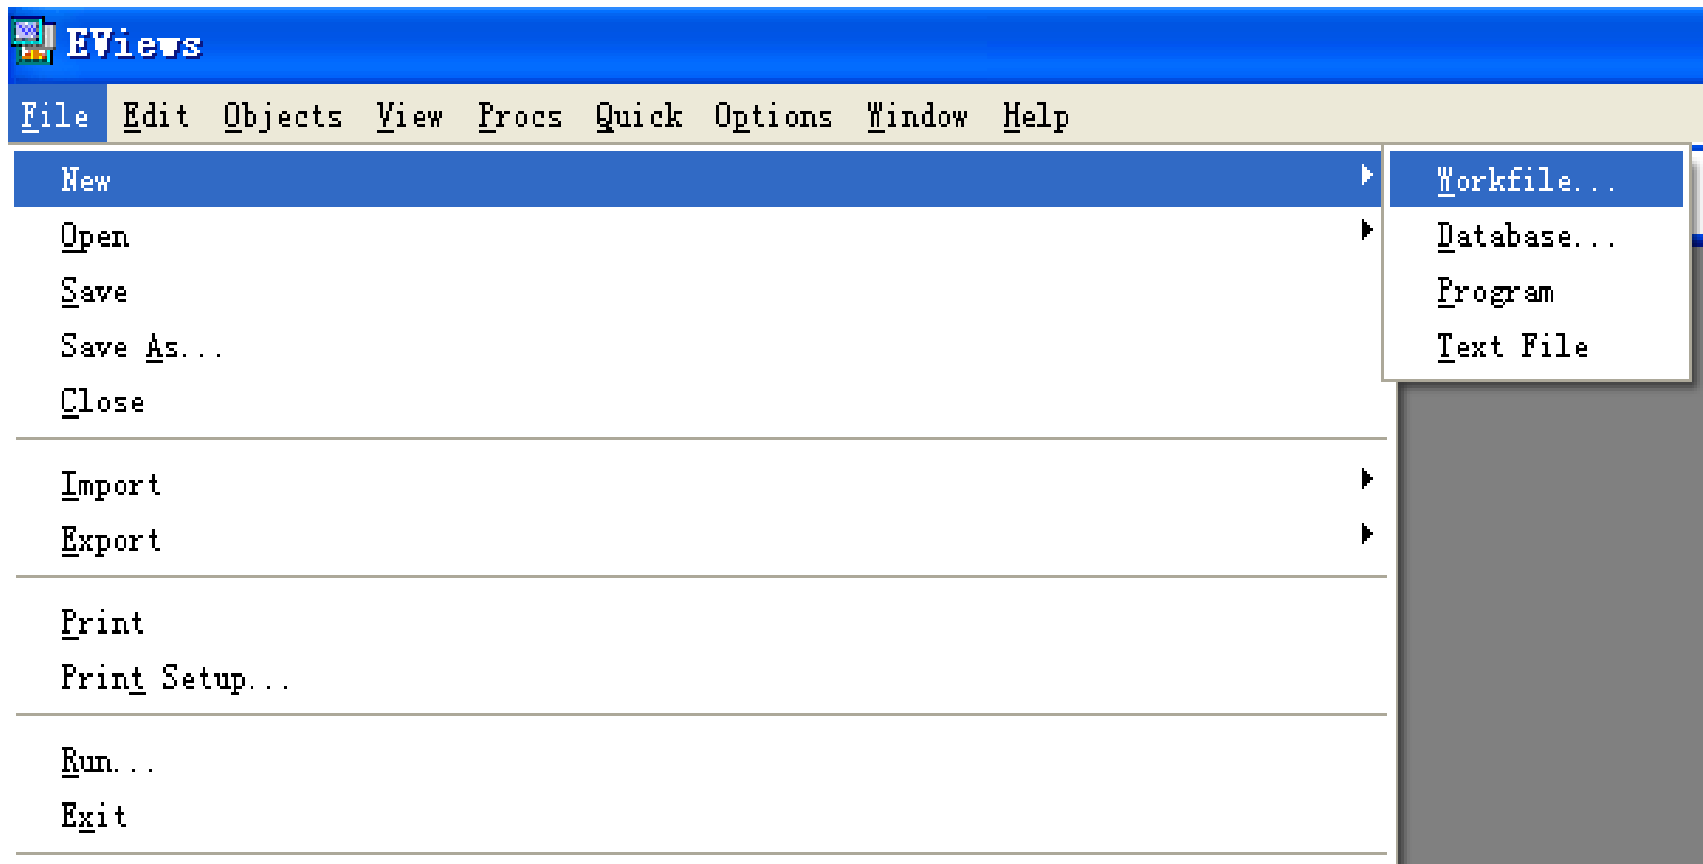 EViews
File Edit Objects View Procs Quick Options Window Help
New
Open
Save
Save As...
Close
Import
Export
Print
Print Setup...
Run...
Exit
Workfile...
Database...
Program
Text File